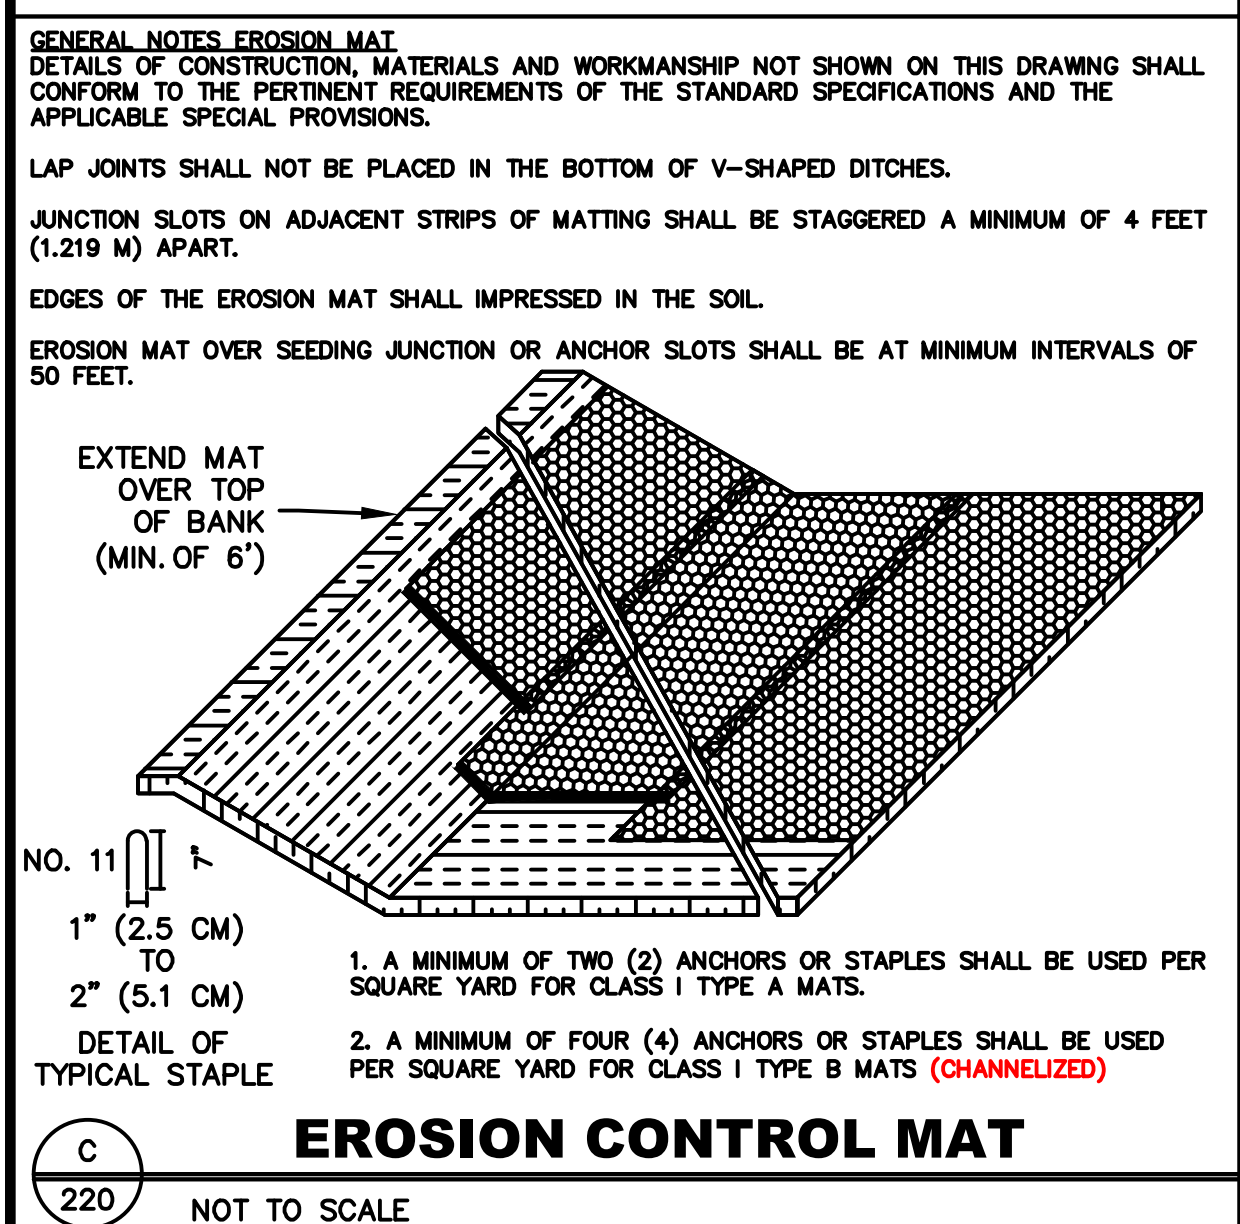 GENERAL NOTES EROSION MAT
DETAILS OF CONSTRUCTION, MATERIALS AND WORKMANSHIP NOT SHOWN ON THIS DRAWING SHALL
CONFORM TO THE PERTINENT REQUIREMENTS OF THE STANDARD SPECIFICATIONS AND THE
APPLICABLE SPECIAL PROVISIONS.
LAP JOINTS SHALL NOT BE PLACED IN THE BOTTOM OF V-SHAPED DITCHES.
JUNCTION SLOTS ON ADJACENT STRIPS OF MATTING SHALL BE STAGGERED A MINIMUM OF 4 FEET
(1.219 M) APART.
EDGES OF THE EROSION MAT SHALL IMPRESSED IN THE SOIL.
EROSION MAT OVER SEEDING JUNCTION OR ANCHOR SLOTS SHALL BE AT MINIMUM INTERVALS OF
50 FEET.
EXTEND MAT
OVER TOP
OF BANK
(MIN. OF 6')
NO. 11
7"
1" (2.5 CM)
TO
2" (5.1 CM)
DETAIL OF
TYPICAL STAPLE
1. A MINIMUM OF TWO (2) ANCHORS OR STAPLES SHALL BE USED PER
SQUARE YARD FOR CLASS I TYPE A MATS.
2. A MINIMUM OF FOUR (4) ANCHORS OR STAPLES SHALL BE USED
PER SQUARE YARD FOR CLASS I TYPE B MATS (CHANNELIZED)
C
220
EROSION CONTROL MAT
NOT TO SCALE